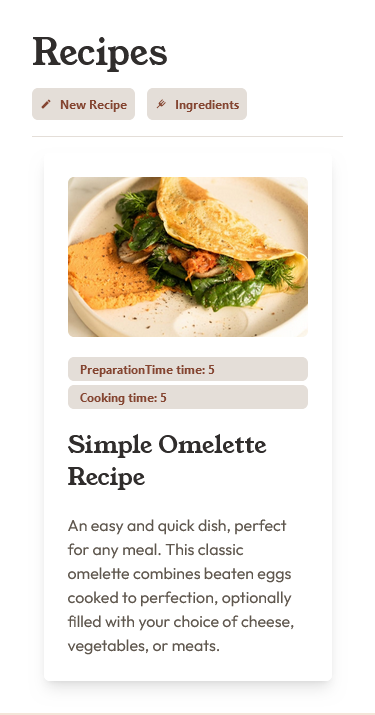 Recipes
New Recipe
Ingredients
PreparationTime time: 5
Cooking time: 5
Simple Omelette
Recipe
An easy and quick dish, perfect
for any meal. This classic
omelette combines beaten eggs
cooked to perfection, optionally
filled with your choice of cheese,
vegetables, or meats.